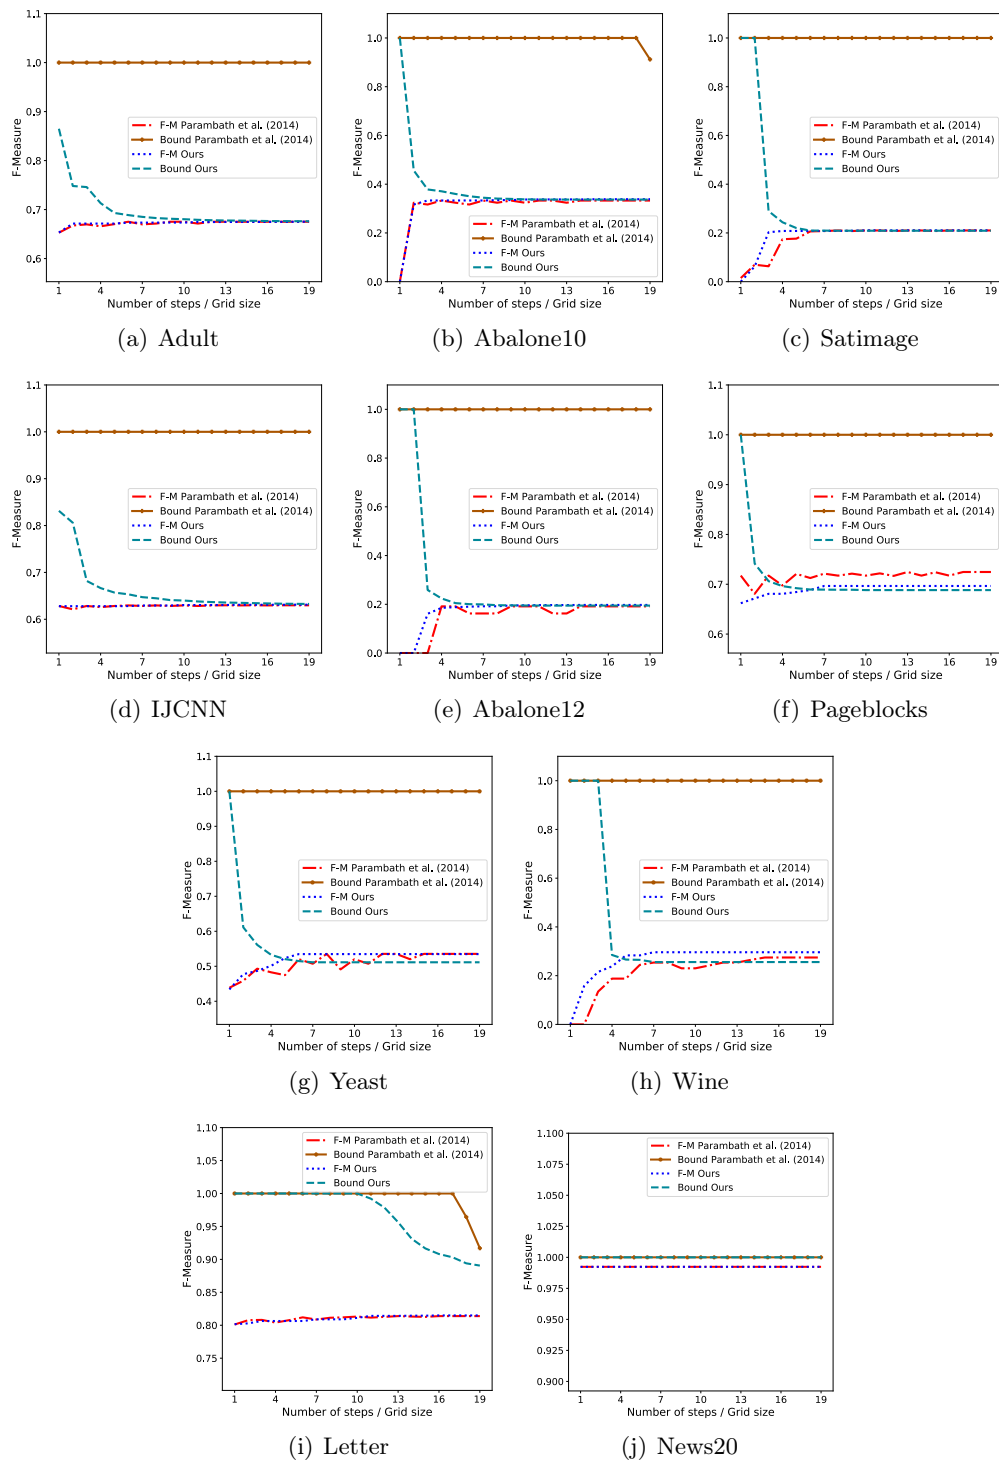 1.1
1.0
0.9
0.8
0.7
0.6
F-Measure
F-M Parambath et al. (2014)
Bound Parambath et al. (2014)
F-M Ours
Bound Ours
1 4 7 10 13 16 19
Number of steps / Grid size
(a) Adult
1.0
0.8
0.6
0.4
0.2
0.0
F-Measure
F-M Parambath et al. (2014)
Bound Parambath et al. (2014)
F-M Ours
Bound Ours
1 4 7 10 13 16 19
Number of steps / Grid size
(b) Abalone10
1.0
0.8
0.6
0.4
0.2
0.0
F-Measure
F-M Parambath et al. (2014)
Bound Parambath et al. (2014)
F-M Ours
Bound Ours
1 4 7 10 13 16 19
Number of steps / Grid size
(c) Satimage
1.1
1.0
0.9
0.8
0.7
0.6
F-Measure
F-M Parambath et al. (2014)
Bound Parambath et al. (2014)
F-M Ours
Bound Ours
1 4 7 10 13 16 19
Number of steps / Grid size
(d) IJCNN
1.0
0.8
0.6
0.4
0.2
0.0
F-Measure
F-M Parambath et al. (2014)
Bound Parambath et al. (2014)
F-M Ours
Bound Ours
1 4 7 10 13 16 19
Number of steps / Grid size
(e) Abalone12
1.1
1.0
0.9
0.8
0.7
0.6
F-Measure
F-M Parambath et al. (2014)
Bound Parambath et al. (2014)
F-M Ours
Bound Ours
1 4 7 10 13 16 19
Number of steps / Grid size
(f) Pageblocks
1.1
1.0
0.9
0.8
0.7
0.6
0.5
0.4
F-Measure
F-M Parambath et al. (2014)
Bound Parambath et al. (2014)
F-M Ours
Bound Ours
1 4 7 10 13 16 19
Number of steps / Grid size
(g) Yeast
1.0
0.8
0.6
0.4
0.2
0.0
F-Measure
F-M Parambath et al. (2014)
Bound Parambath et al. (2014)
F-M Ours
Bound Ours
1 4 7 10 13 16 19
Number of steps / Grid size
(h) Wine
1.10
1.05
1.00
0.95
0.90
0.85
0.80
0.75
F-Measure
F-M Parambath et al. (2014)
Bound Parambath et al. (2014)
F-M Ours
Bound Ours
1 4 7 10 13 16 19
Number of steps / Grid size
(i) Letter
1.100
1.075
1.050
1.025
1.000
0.975
0.950
0.925
0.900
F-Measure
F-M Parambath et al. (2014)
Bound Parambath et al. (2014)
F-M Ours
Bound Ours
1 4 7 10 13 16 19
Number of steps / Grid size
(j) News20